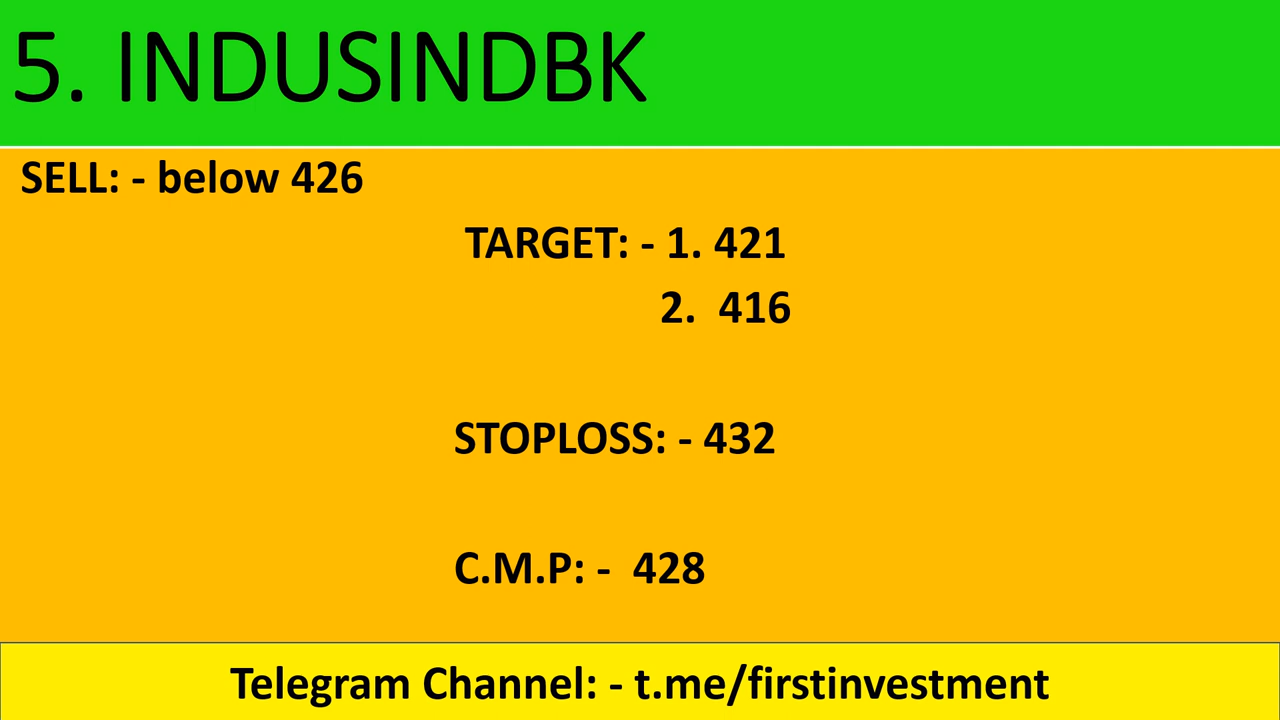 5. INDUSINDBK
SELL: - below 426
TARGET: - 1. 421
2. 416
STOPLOSS: - 432
C.M.P: - 428
Telegram Channel: - t.me/firstinvestment